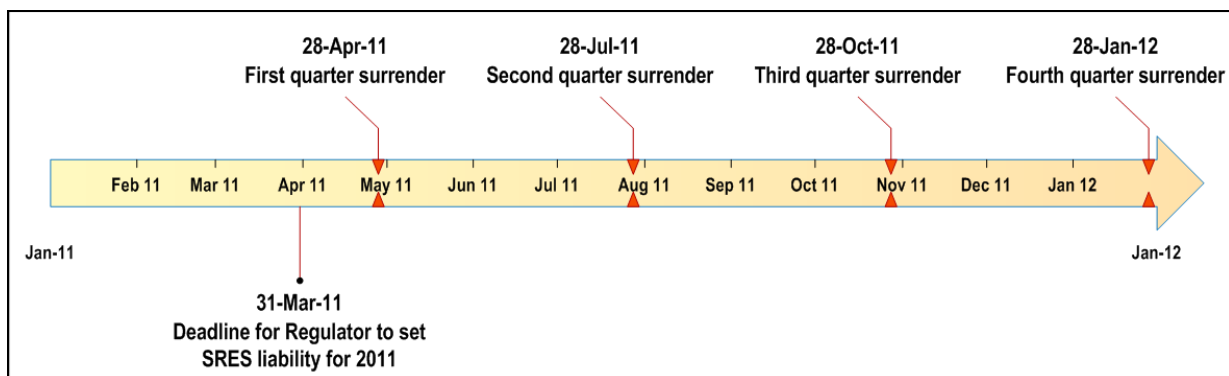 28-Apr-11
First quarter surrender
28-Jul-11
Second quarter surrender
28-Oct-11
Third quarter surrender
28-Jan-12
Fourth quarter surrender
Feb 11 Mar 11 Apr 11 May 11 Jun 11 Jul 11 Aug 11 Sep 11 Oct 11 Nov 11 Dec 11 Jan 12
Jan-11 Jan-12
31-Mar-11
Deadline for Regulator to set
SRES liability for 2011